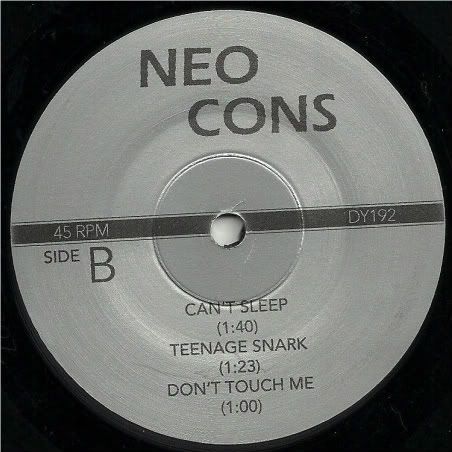 NEO
CONS
45 RPM
DY192
SIDE B
CAN'T SLEEP
(1:40)
TEENAGE SNARK
(1:23)
DON'T TOUCH ME
(1:00)